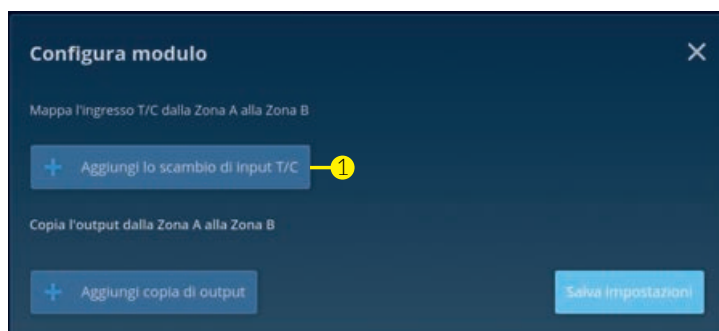 Configura modulo
Mappa l'ingresso T/C dalla Zona A alla Zona B
+ Aggiungi lo scambio di input T/C
1
Copia l'output dalla Zona A alla Zona B
+ Aggiungi copia di output
Salva impostazioni